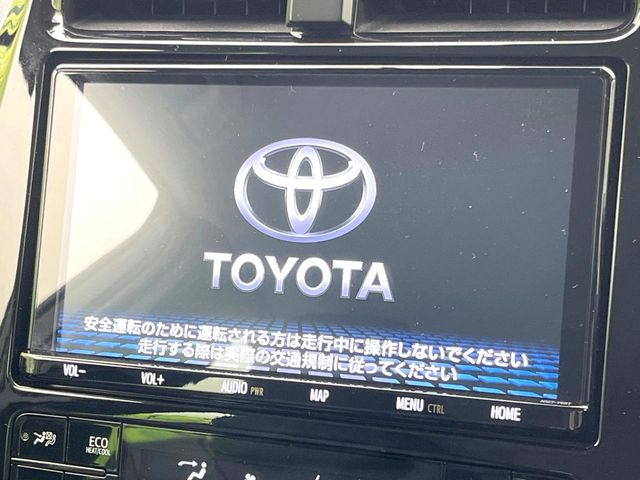 TOYOTA
安全運転のために運転される方は走行中に操作しないでください
走行する際は実際の交通規制に従ってください
VOL− VOL+ AUDIO PWR MAP MENU CTRL HOME
ECO
HEAT/COOL